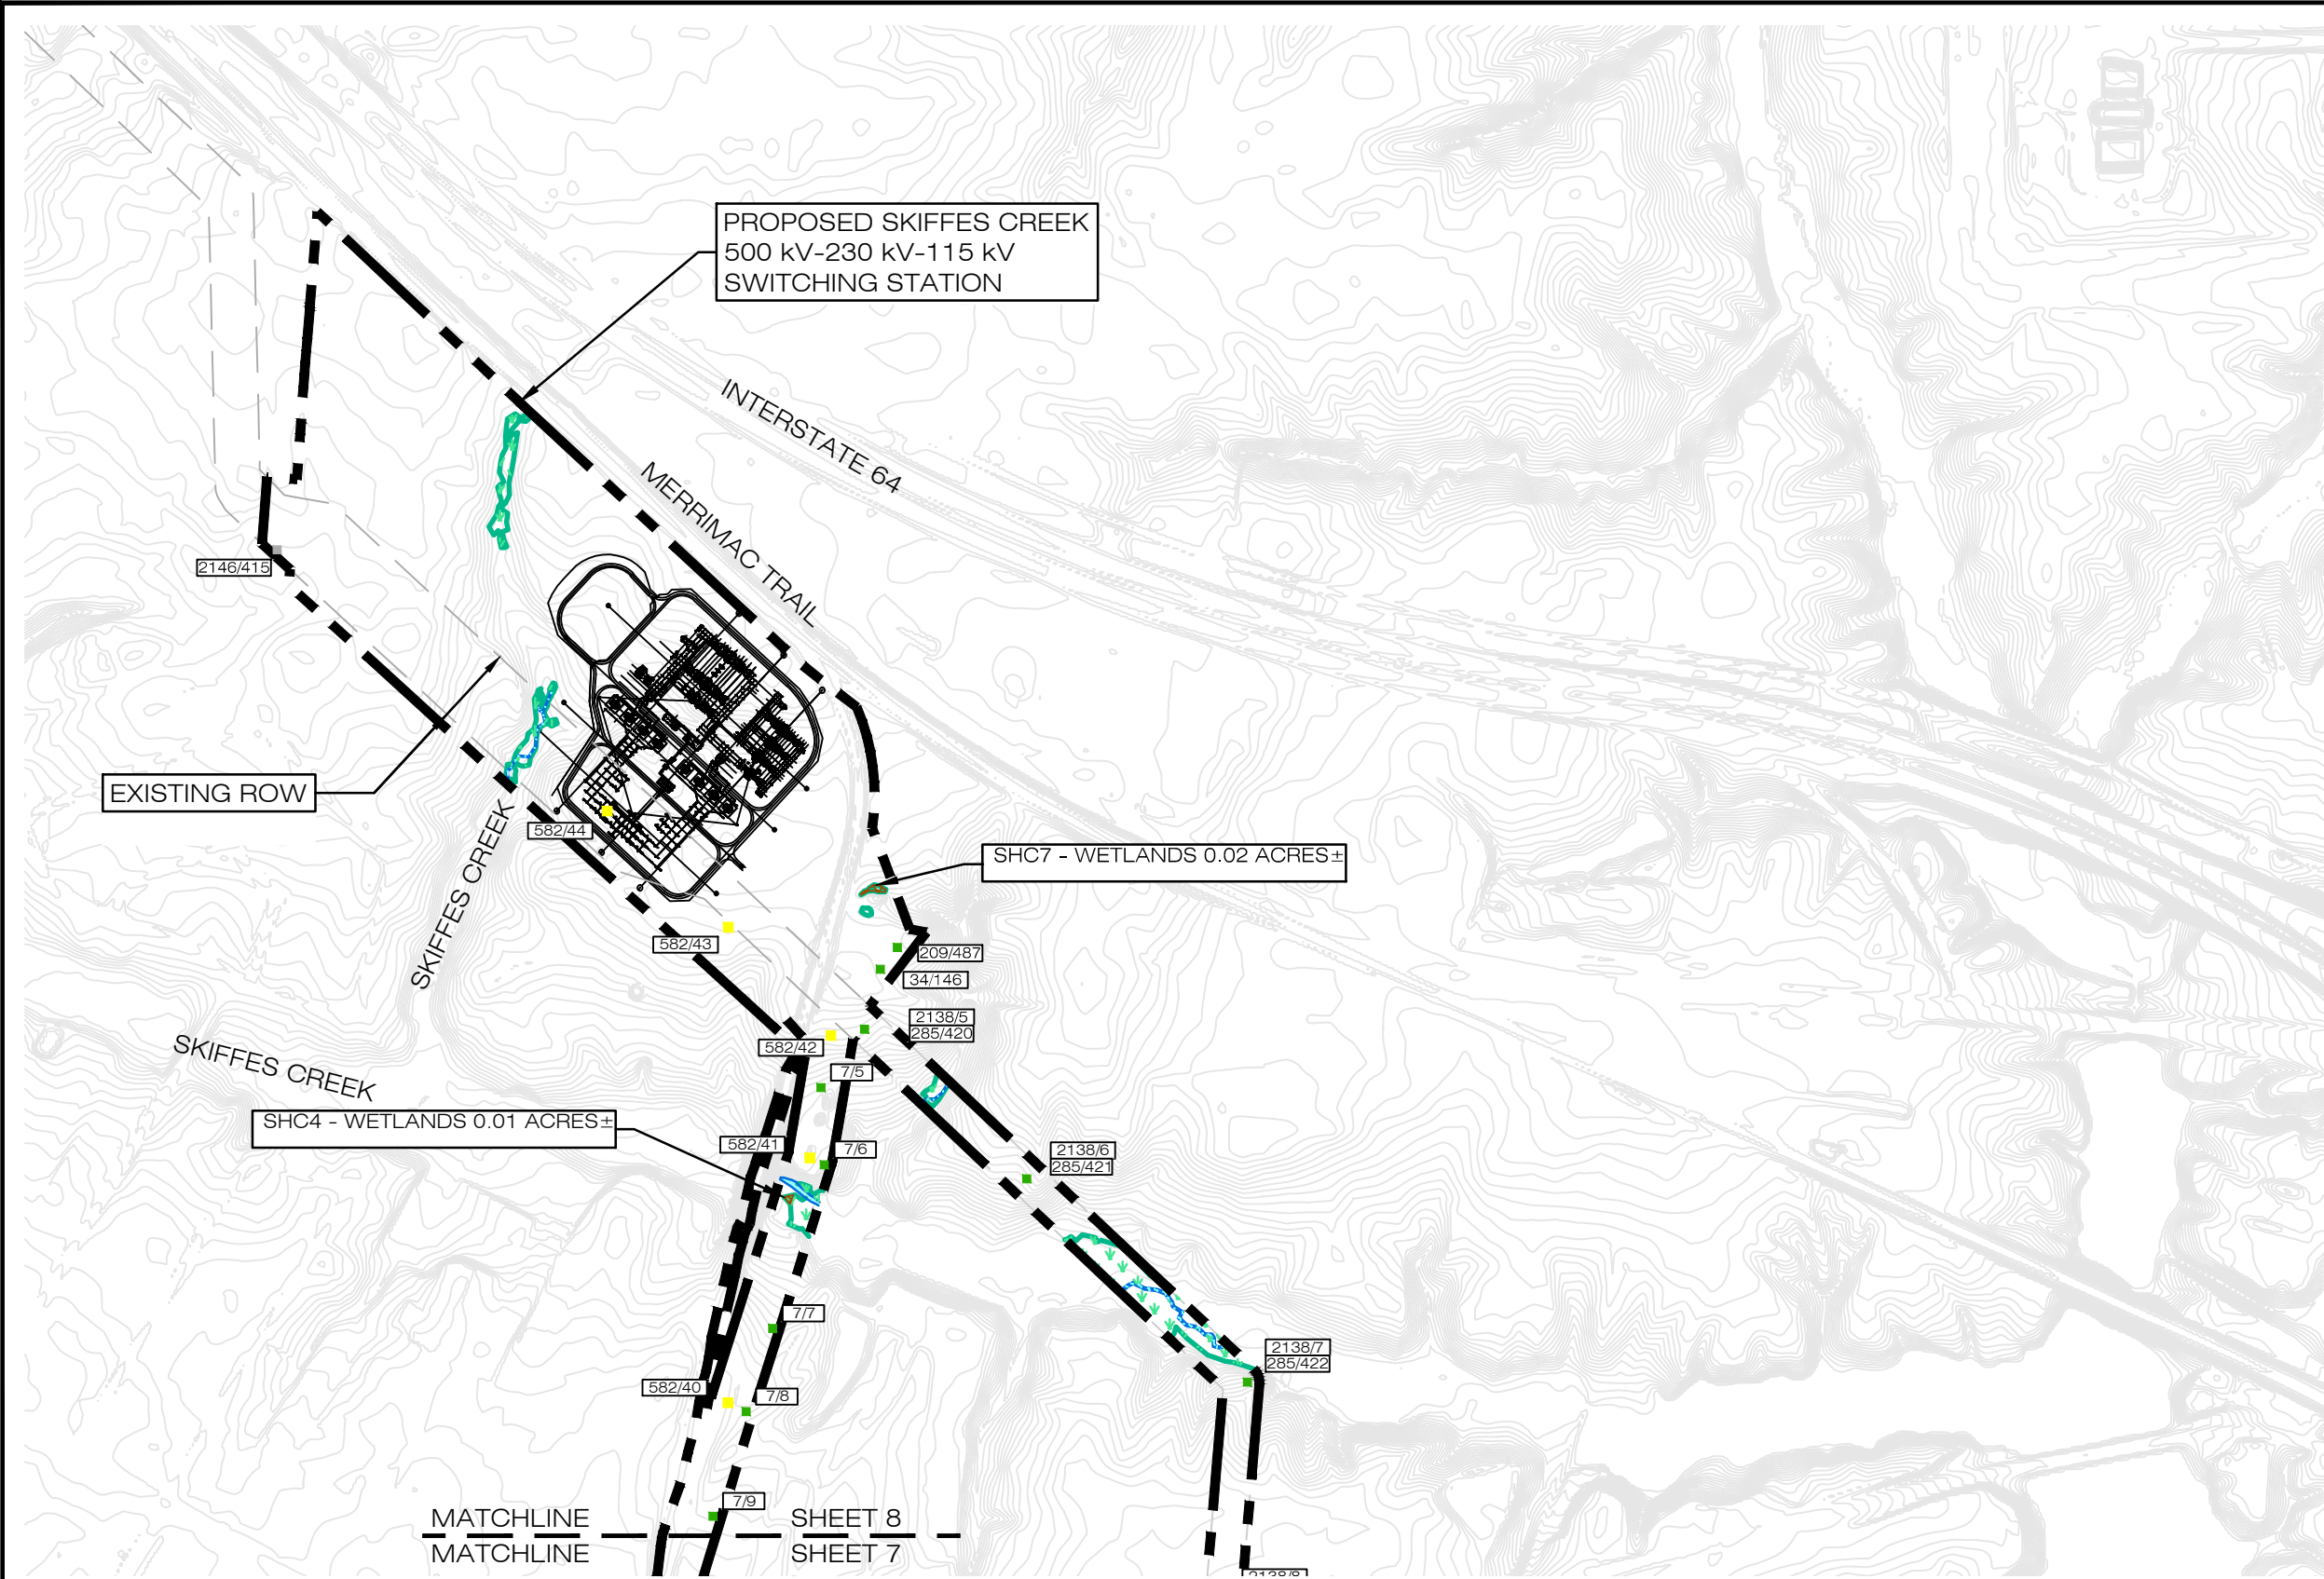 PROPOSED SKIFFES CREEK
500 kV-230 kV-115 kV
SWITCHING STATION
INTERSTATE 64
MERRIMAC TRAIL
2146/415
EXISTING ROW
582/44
SKIFFES CREEK
SHC7 - WETLANDS 0.02 ACRES±
582/43
209/487
34/146
2138/5
285/420
582/42
SKIFFES CREEK
7/5
SHC4 - WETLANDS 0.01 ACRES±
582/41
7/6
2138/6
285/421
7/7
2138/7
285/422
582/40
7/8
7/9
MATCHLINE SHEET 8
MATCHLINE SHEET 7
2138/8